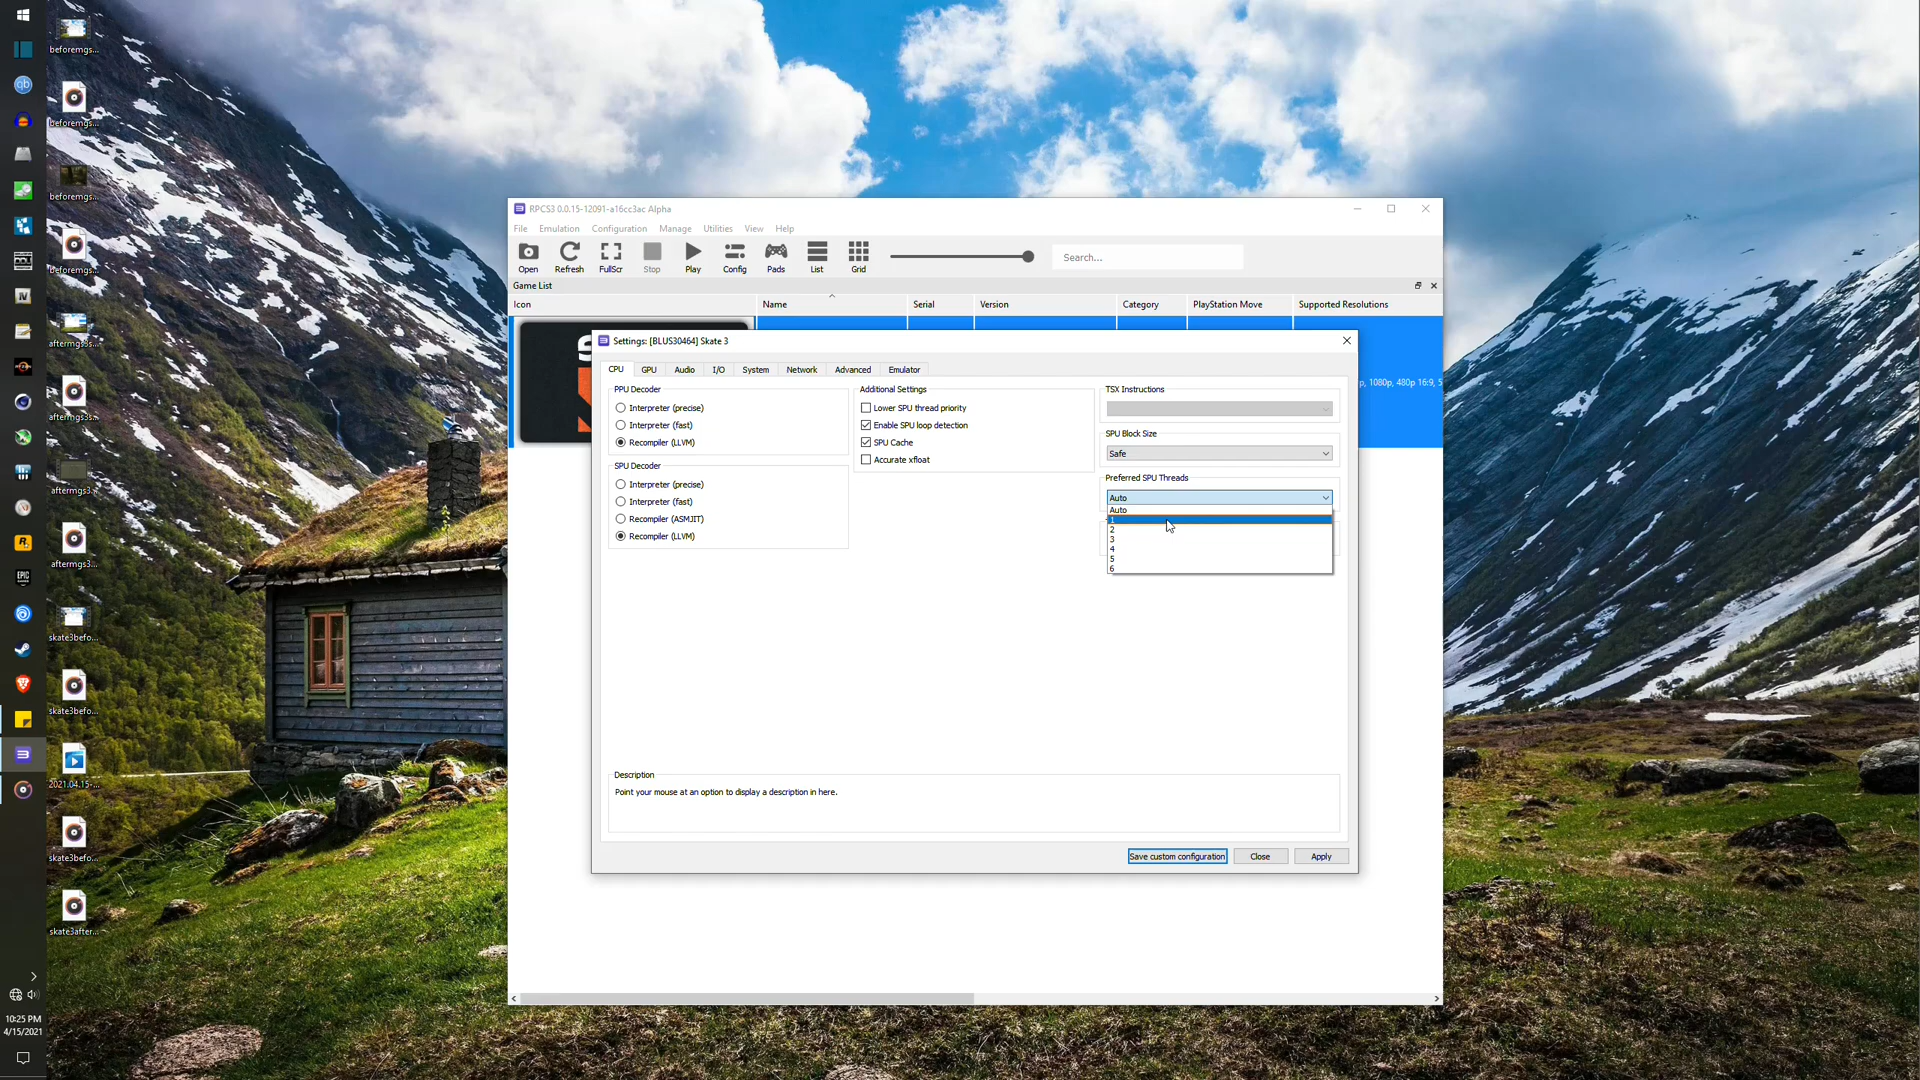 beforemgs...
beforemgs...
beforemgs...
beforemgs...
aftermgs3s...
aftermgs3s...
aftermgs3...
aftermgs3...
skate3befo...
skate3befo...
2021.04.15-...
skate3befo...
skate3after...
qb
EPIC
10:25 PM
4/15/2021
RPCS3 0.0.15-12091-a16cc3ac Alpha
File Emulation Configuration Manage Utilities View Help
Open Refresh FullScr Stop Play Config Pads List Grid
Search...
Game List
Icon Name Serial Version Category PlayStation Move Supported Resolutions
p, 1080p, 480p 16:9, 5
Settings: [BLUS30464] Skate 3
CPU GPU Audio I/O System Network Advanced Emulator
PPU Decoder
Interpreter (precise)
Interpreter (fast)
Recompiler (LLVM)
SPU Decoder
Interpreter (precise)
Interpreter (fast)
Recompiler (ASMJIT)
Recompiler (LLVM)
Additional Settings
Lower SPU thread priority
Enable SPU loop detection
SPU Cache
Accurate xfloat
TSX Instructions
SPU Block Size
Safe
Preferred SPU Threads
Auto
Auto
1
2
3
4
5
6
Description
Point your mouse at an option to display a description in here.
Save custom configuration Close Apply